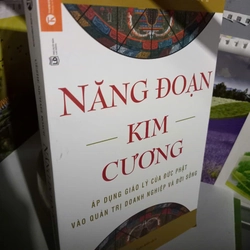 NĂNG ĐOẠN
KIM
CƯƠNG
ÁP DỤNG GIÁO LÝ CỦA ĐỨC PHẬT
VÀO QUẢN TRỊ DOANH NGHIỆP VÀ ĐỜI SỐNG